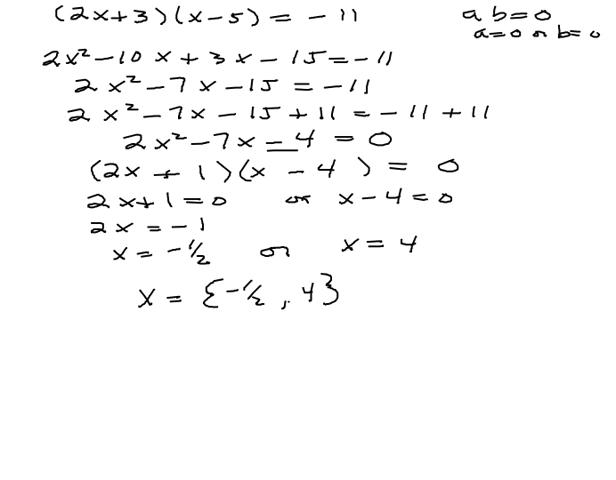 (2x+3)(x-5) = -11
ab=0
a=0 or b=0
2x²-10x+3x-15=-11
2x²-7x-15 = -11
2x²-7x-15+11 = -11+11
2x²-7x-4 = 0
(2x+1)(x-4) = 0
2x+1=0 or x-4=0
2x = -1
x = -1/2 or x = 4
x = {-1/2, 4}